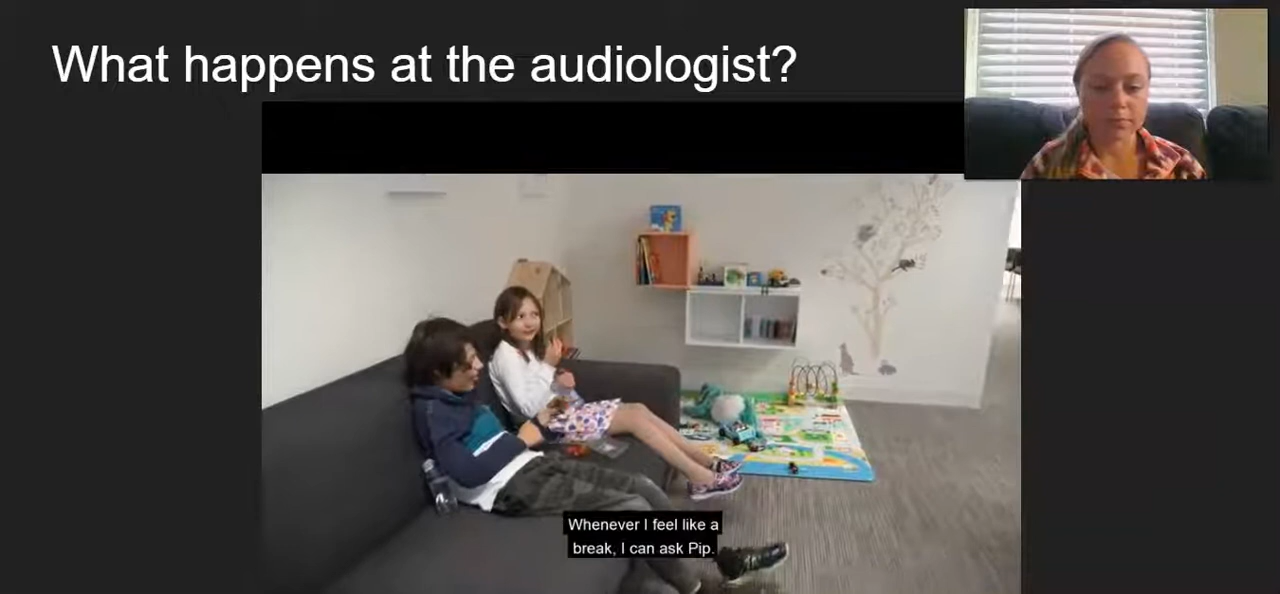 What happens at the audiologist?
Whenever I feel like a
break, I can ask Pip.